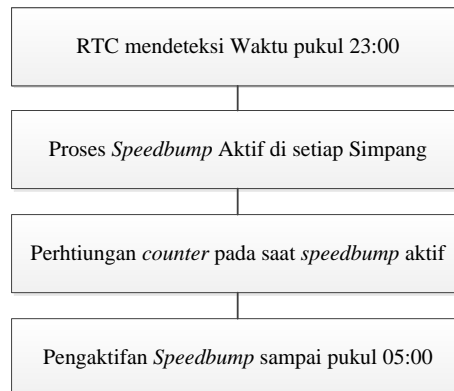 RTC mendeteksi Waktu pukul 23:00
Proses Speedbump Aktif di setiap Simpang
Perhtiungan counter pada saat speedbump aktif
Pengaktifan Speedbump sampai pukul 05:00